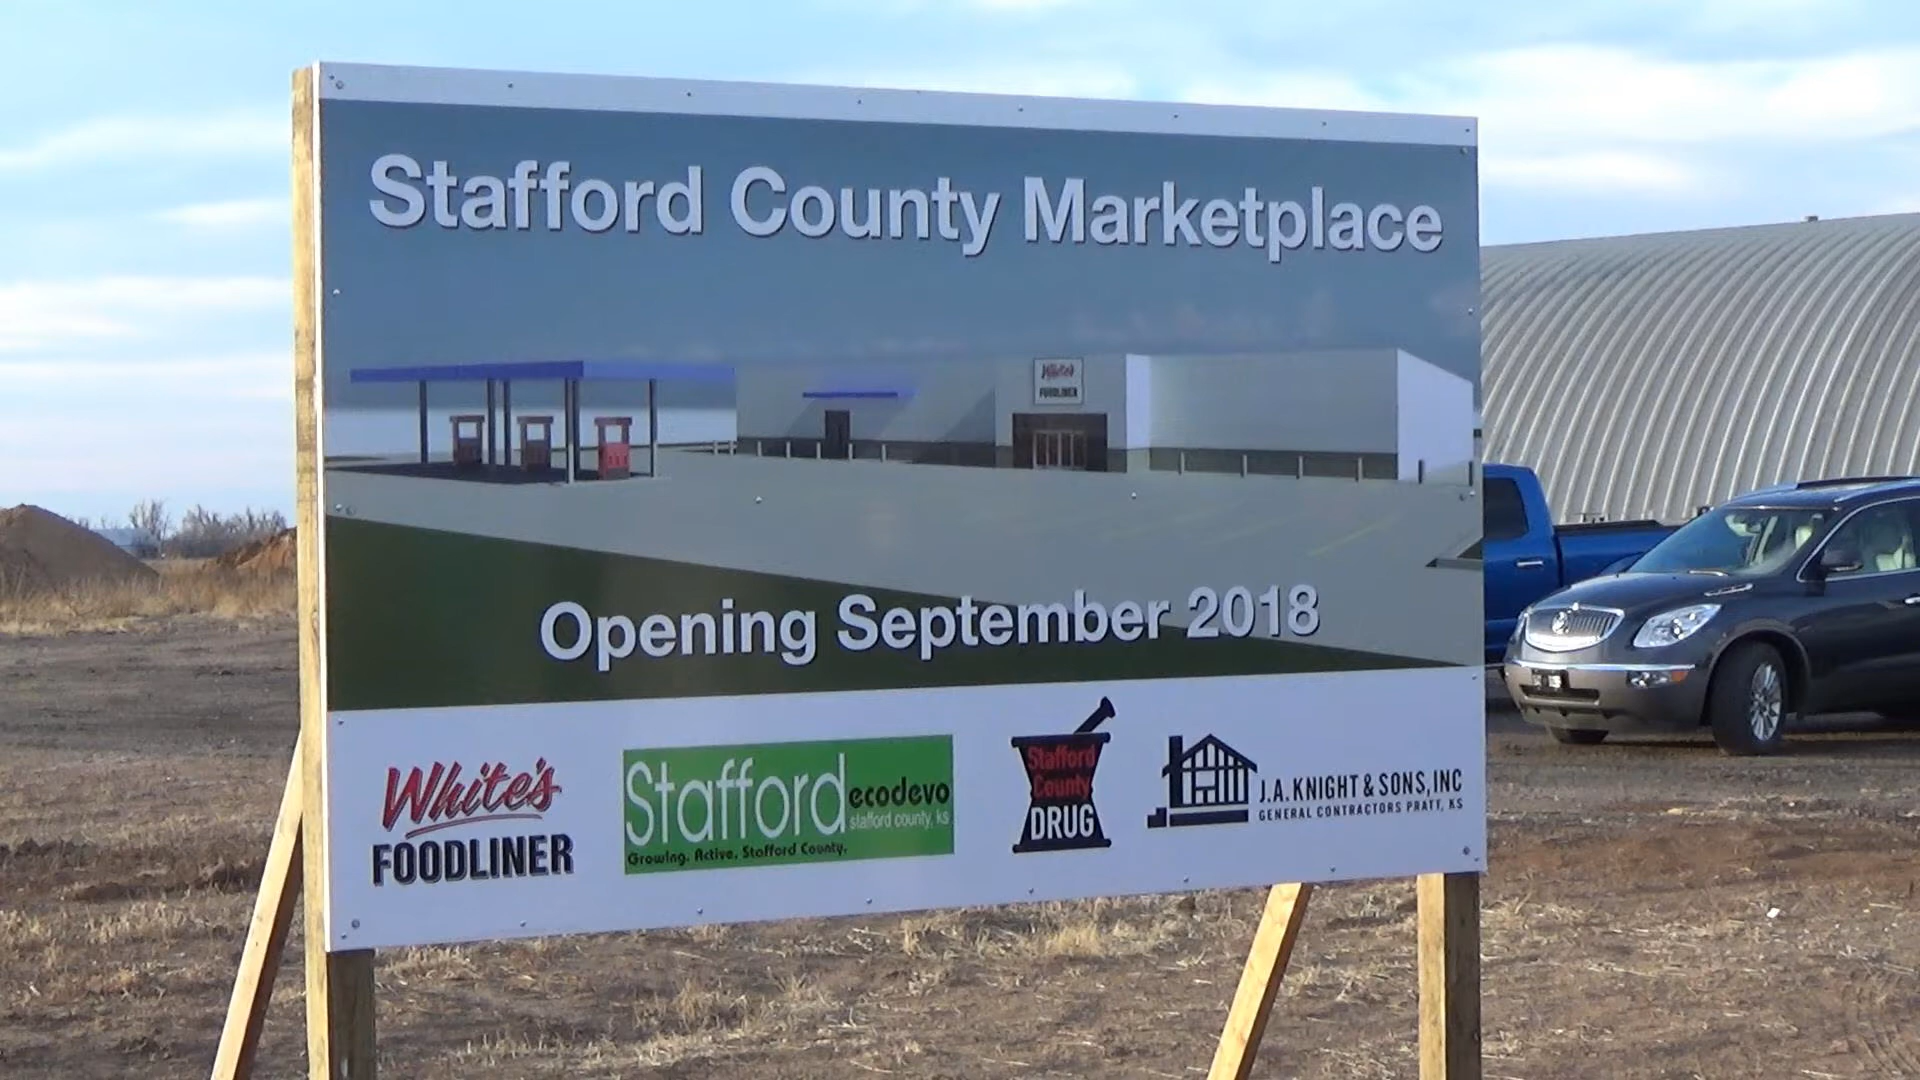 Stafford County Marketplace
White's
FOODLINER
Opening September 2018
White's
FOODLINER
Stafford
ecodevo
stafford county, ks
Growing. Active. Stafford County.
Stafford
County
DRUG
J.A. KNIGHT & SONS, INC
GENERAL CONTRACTORS PRATT, KS